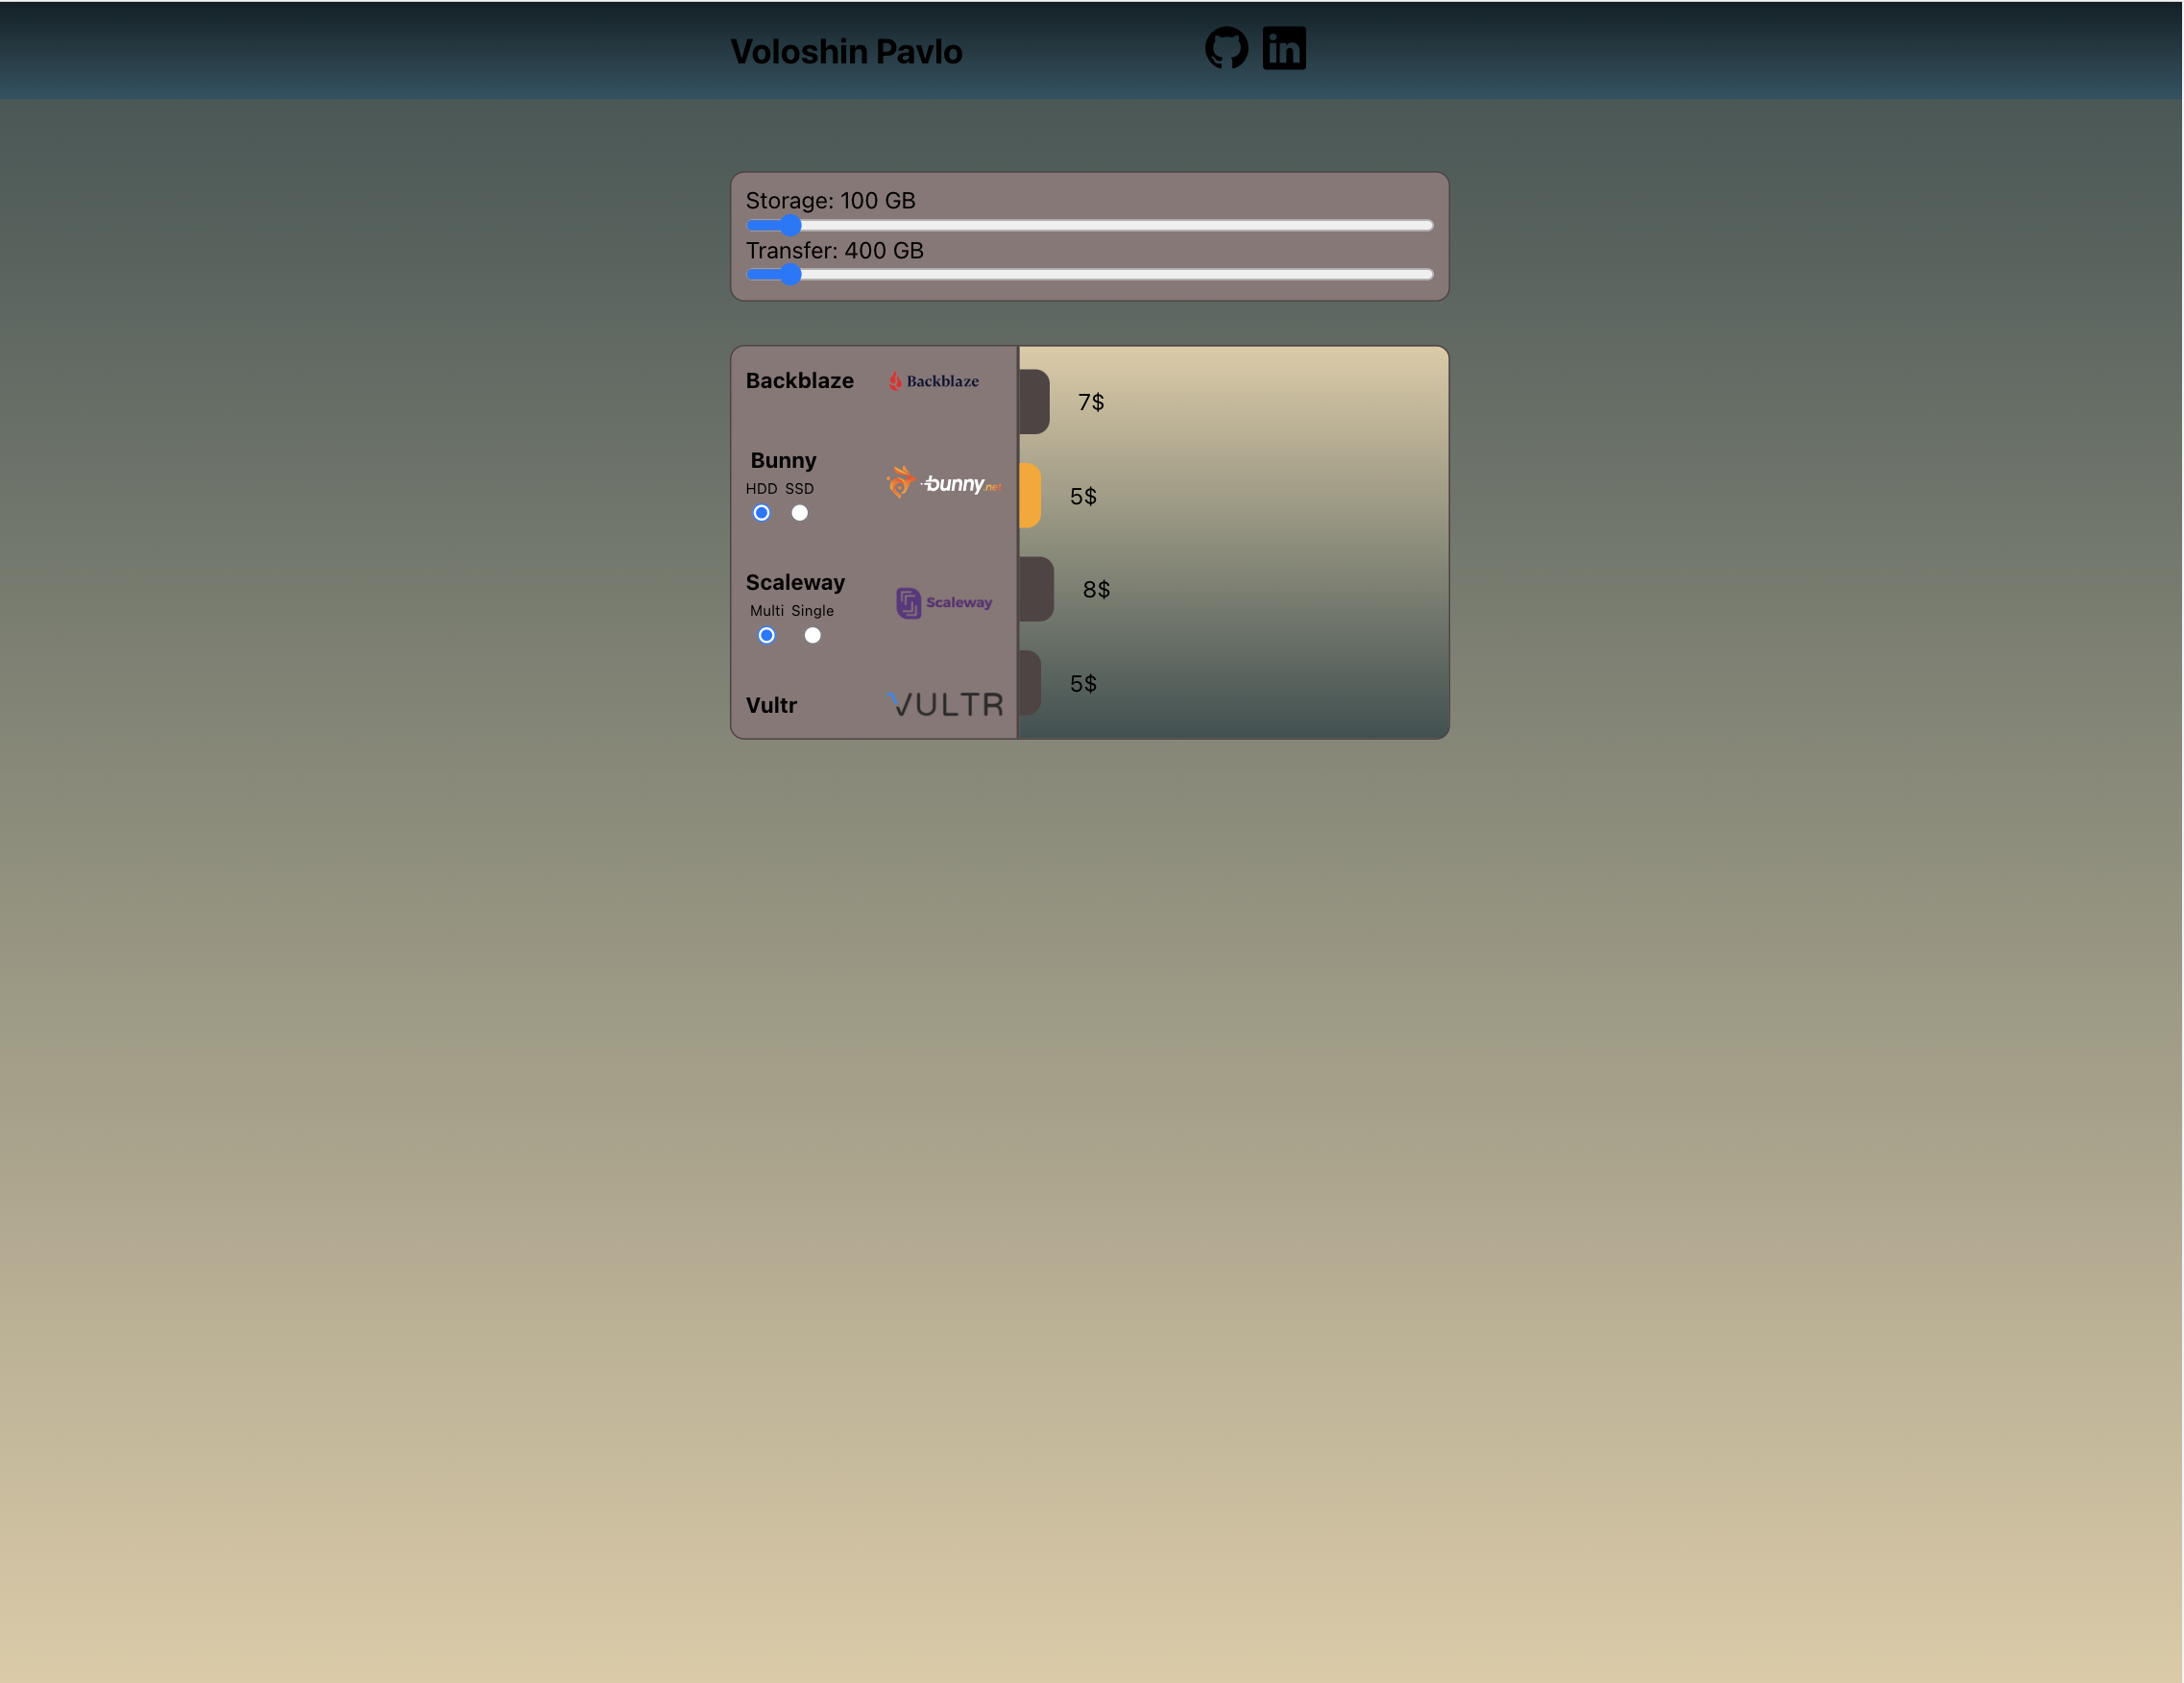 Voloshin Pavlo
Storage: 100 GB
Transfer: 400 GB
Backblaze Backblaze 7$
Bunny
HDD SSD
bunny.net 5$
Scaleway
Multi Single
Scaleway 8$
Vultr VULTR 5$